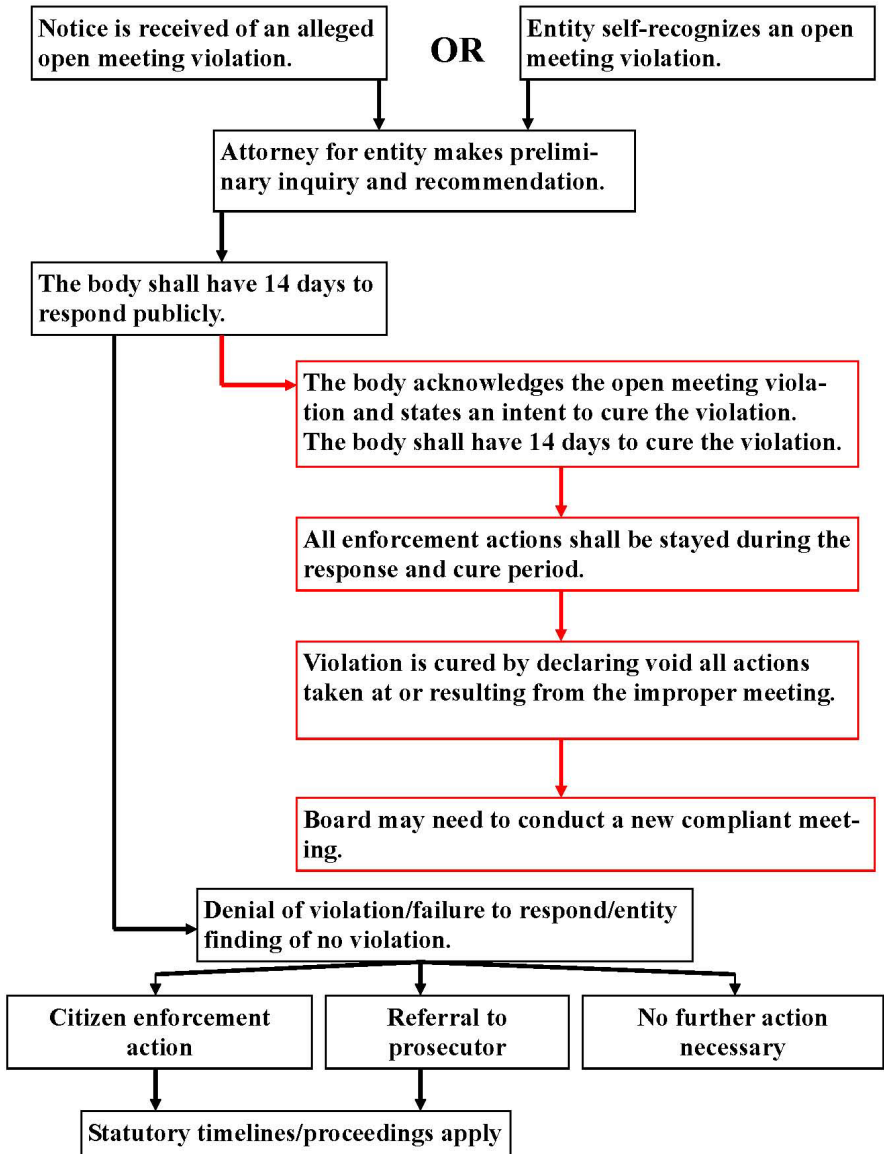 Notice is received of an alleged
open meeting violation.
OR
Entity self-recognizes an open
meeting violation.
Attorney for entity makes prelimi-
nary inquiry and recommendation.
The body shall have 14 days to
respond publicly.
The body acknowledges the open meeting viola-
tion and states an intent to cure the violation.
The body shall have 14 days to cure the violation.
All enforcement actions shall be stayed during the
response and cure period.
Violation is cured by declaring void all actions
taken at or resulting from the improper meeting.
Board may need to conduct a new compliant meet-
ing.
Denial of violation/failure to respond/entity
finding of no violation.
Citizen enforcement
action
Referral to
prosecutor
No further action
necessary
Statutory timelines/proceedings apply